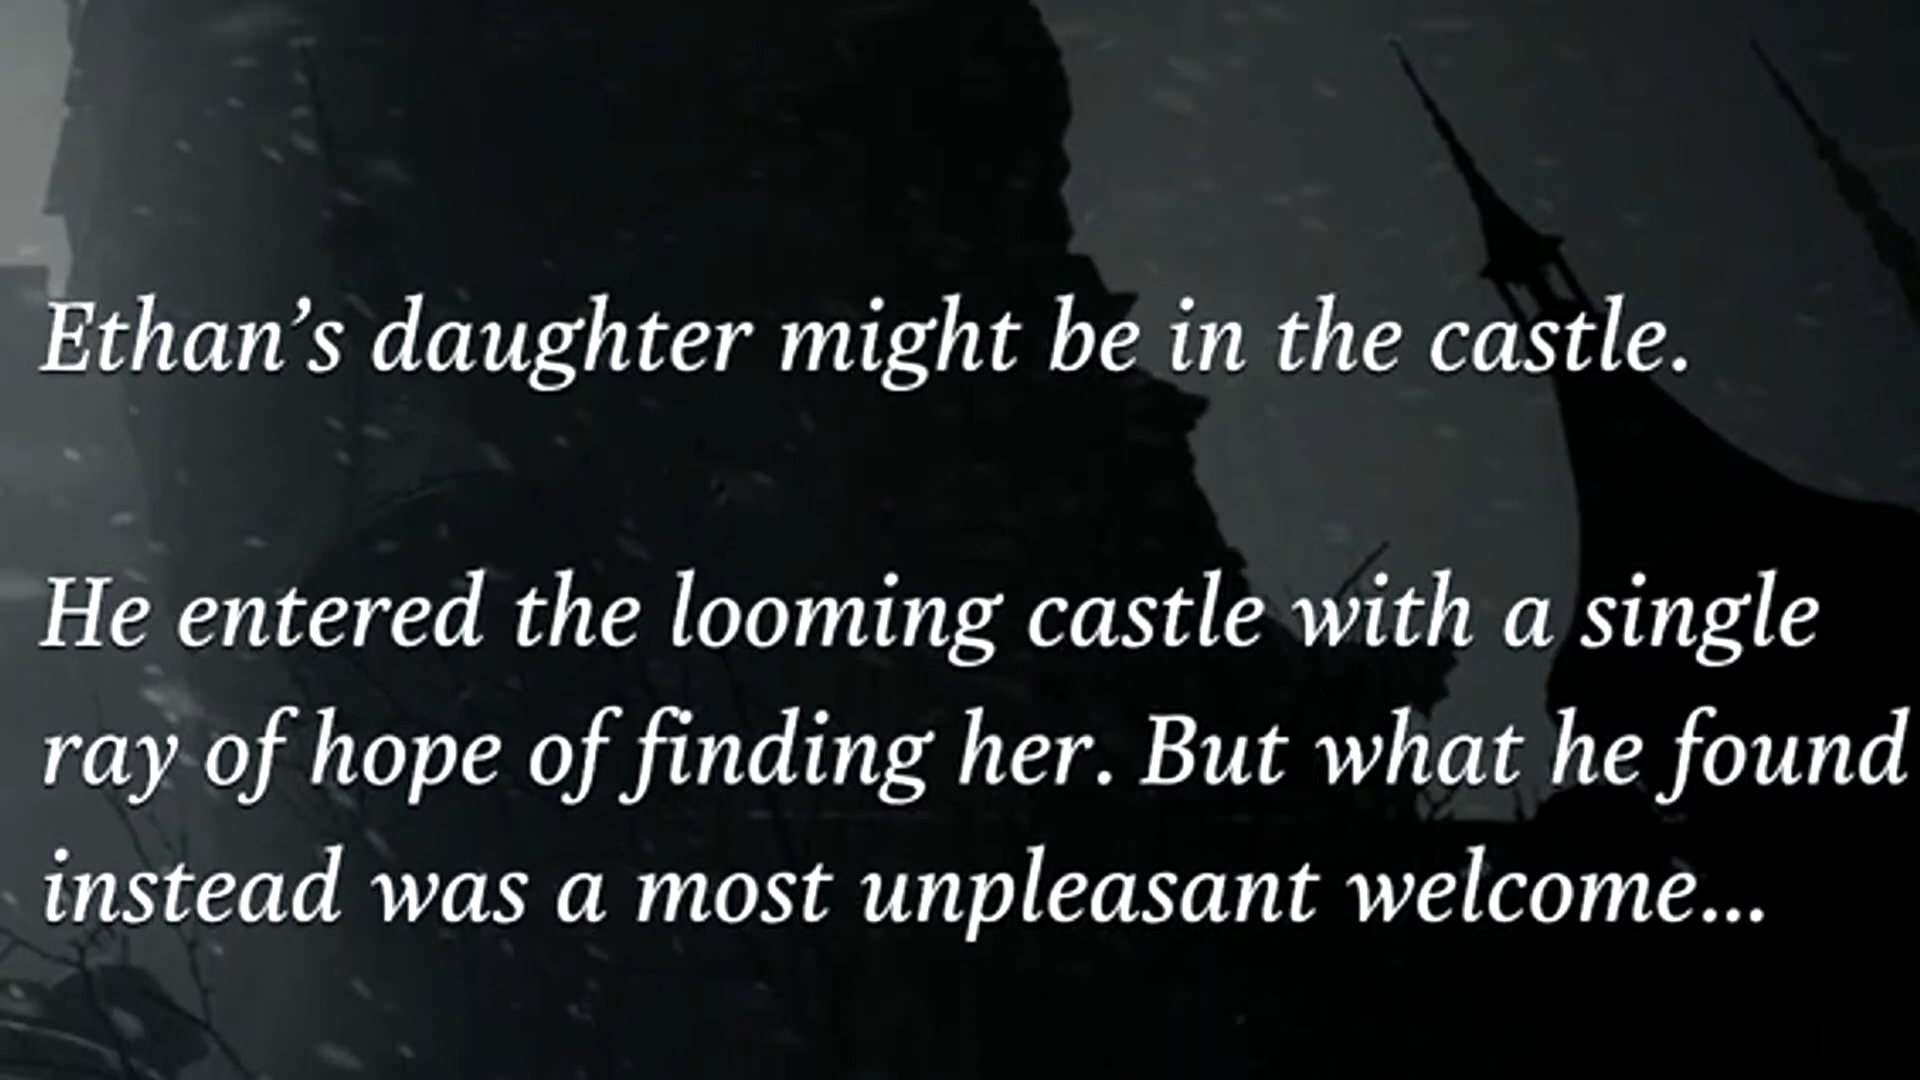 Ethan’s daughter might be in the castle.
He entered the looming castle with a single
ray of hope of finding her. But what he found
instead was a most unpleasant welcome...